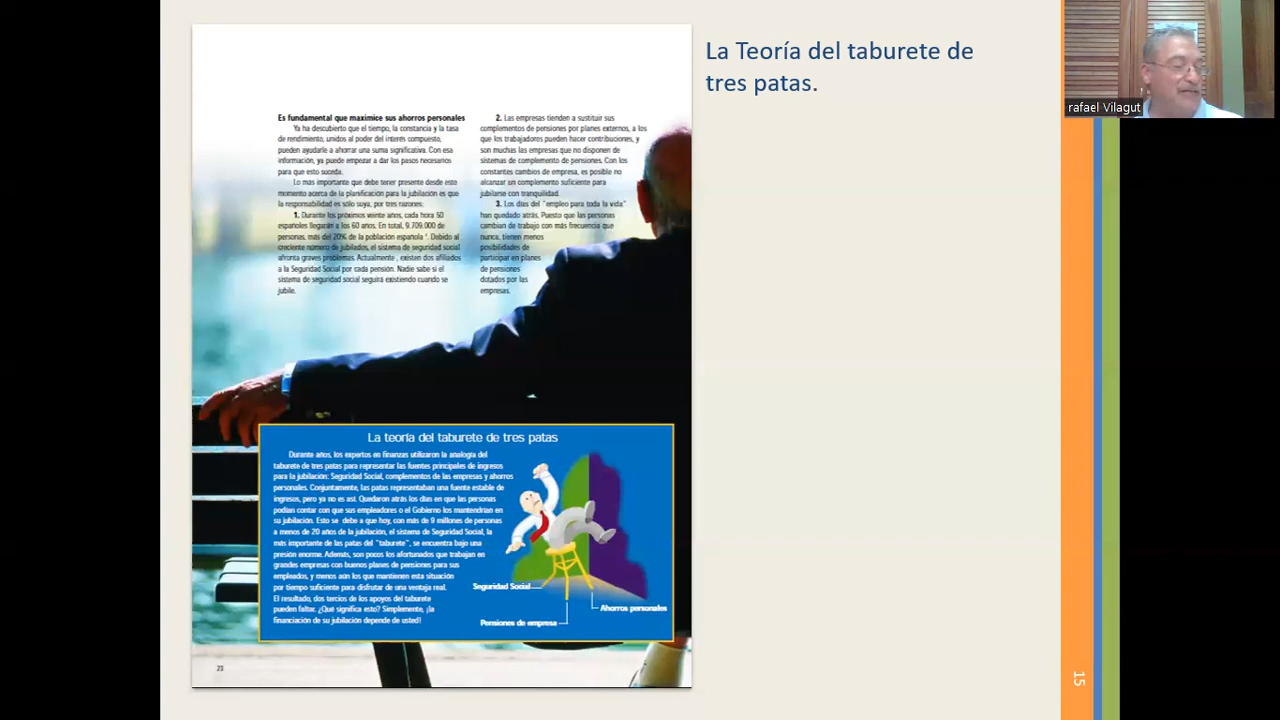 La Teoría del taburete de
tres patas.
rafael Vilagut
Es fundamental que maximice sus ahorros personales
Ya ha descubierto que el tiempo, la constancia y la tasa
de rendimiento, unidos al poder del interés compuesto,
pueden ayudarle a ahorrar una suma significativa. Con esa
información, ya puede empezar a dar los pasos necesarios
para que esto suceda.
Lo más importante que debe tener presente desde este
momento acerca de la planificación para la jubilación es que
la responsabilidad es sólo suya, por tres razones:
1. Durante los próximos veinte años, cada hora 50
españoles llegarán a los 60 años. En total, 9.709.000 de
personas, más del 20% de la población española. Debido al
creciente número de jubilados, el sistema de seguridad social
afronta graves problemas. Actualmente , existen dos afiliados
a la Seguridad Social por cada pensión. Nadie sabe si el
sistema de seguridad social seguirá existiendo cuando se
jubile.
2. Las empresas tienden a sustituir sus
complementos de pensiones por planes externos, a los
que los trabajadores pueden hacer contribuciones, y
son muchas las empresas que no disponen de
sistemas de complemento de pensiones. Con los
constantes cambios de empresa, es posible no
alcanzar un complemento suficiente para
jubilarse con tranquilidad.
3. Los días del "empleo para toda la vida"
han quedado atrás. Puesto que las personas
cambian de trabajo con más frecuencia que
nunca, tienen menos
posibilidades de
participar en planes
de pensiones
dotados por las
empresas.
La teoría del taburete de tres patas
Durante años, los expertos en finanzas utilizaron la analogía del
taburete de tres patas para representar las fuentes principales de ingresos
para la jubilación: Seguridad Social, complementos de las empresas y ahorros
personales. Conjuntamente, las patas representaban una fuente estable de
ingresos, pero ya no es así. Quedaron atrás los días en que las personas
podían contar con que sus empleadores o el Gobierno los mantendrían en
su jubilación. Esto se debe a que hoy, con más de 9 millones de personas
a menos de 20 años de la jubilación, el sistema de Seguridad Social, la
más importante de las patas del "taburete", se encuentra bajo una
presión enorme. Además, son pocos los afortunados que trabajan en
grandes empresas con buenos planes de pensiones para sus
empleados, y menos aún los que mantienen esta situación
por tiempo suficiente para disfrutar de una ventaja real.
El resultado, dos tercios de los apoyos del taburete
pueden faltar. ¿Qué significa esto? Simplemente, ¡la
financiación de su jubilación depende de usted!
Seguridad Social
Ahorros personales
Pensiones de empresa
23
15